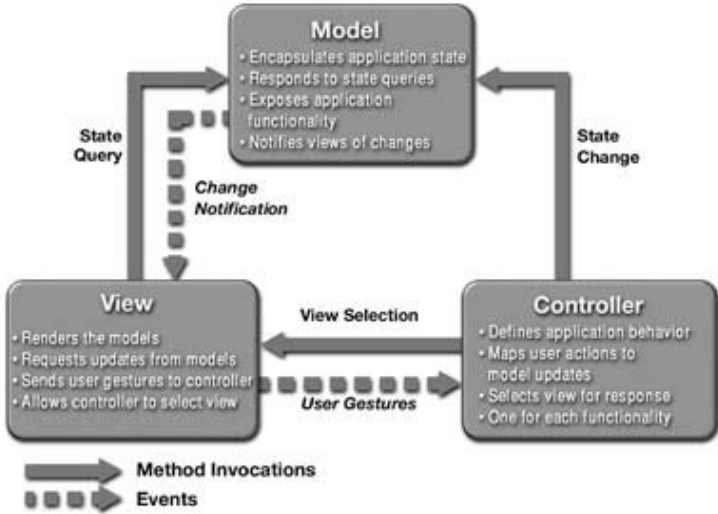 Model
• Encapsulates application state
• Responds to state queries
• Exposes application
functionality
• Notifies views of changes
State
Query
Change
Notification
State
Change
View
• Renders the models
• Requests updates from models
• Sends user gestures to controller
• Allows controller to select view
View Selection
User Gestures
Controller
• Defines application behavior
• Maps user actions to
model updates
• Selects view for response
• One for each functionality
Method Invocations
Events